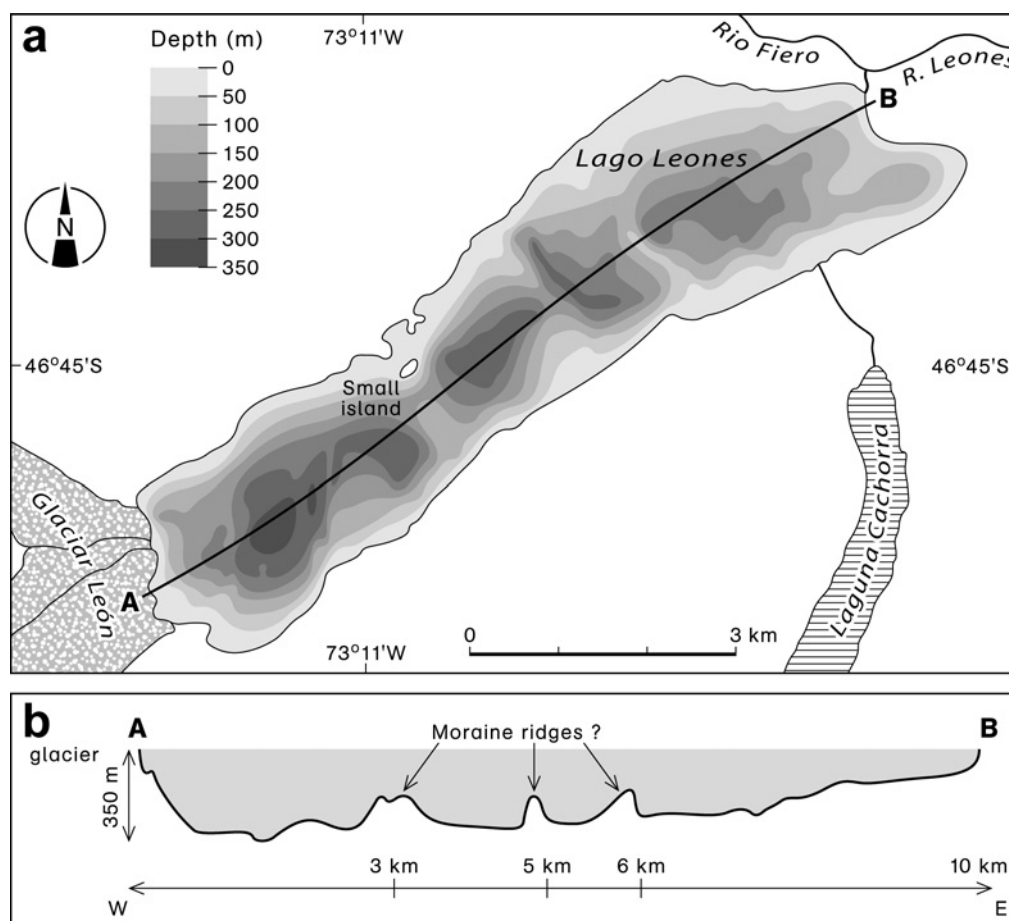 a
Depth (m)
0
50
100
150
200
250
300
350
N
73°11'W
Rio Fiero
R. Leones
B
Lago Leones
46°45'S
46°45'S
Small
island
Glaciar León
A
Laguna Cachorra
0
3 km
73°11'W
b
A
Moraine ridges ?
B
glacier
350 m
3 km
5 km
6 km
10 km
W
E